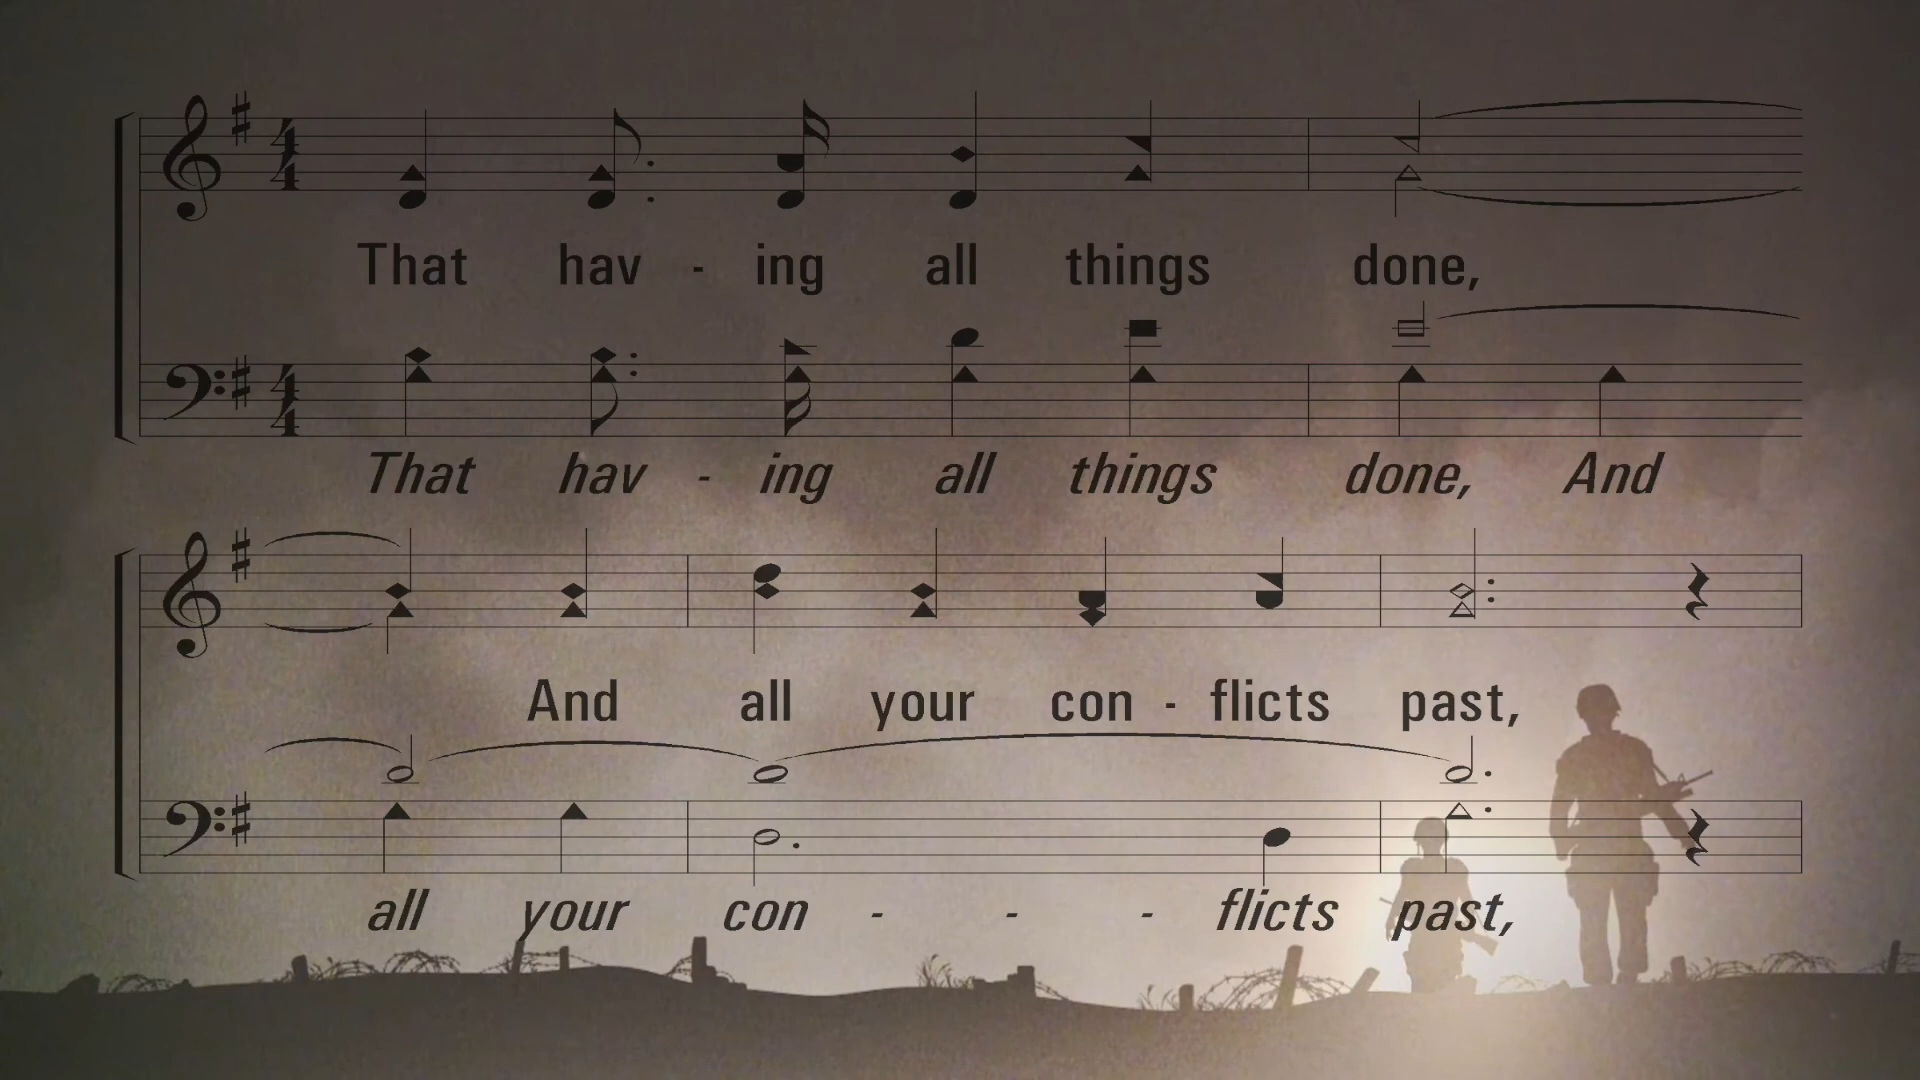 That hav - ing all things done,
That hav - ing all things done, And
And all your con - flicts past,
all your con - - - flicts past,